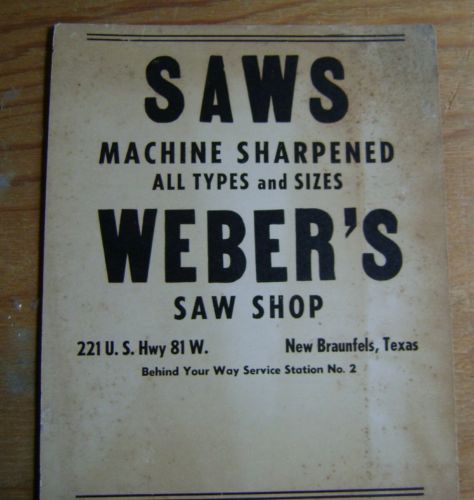 SAWS
MACHINE SHARPENED
ALL TYPES and SIZES
WEBER'S
SAW SHOP
221 U. S. Hwy 81 W. New Braunfels, Texas
Behind Your Way Service Station No. 2